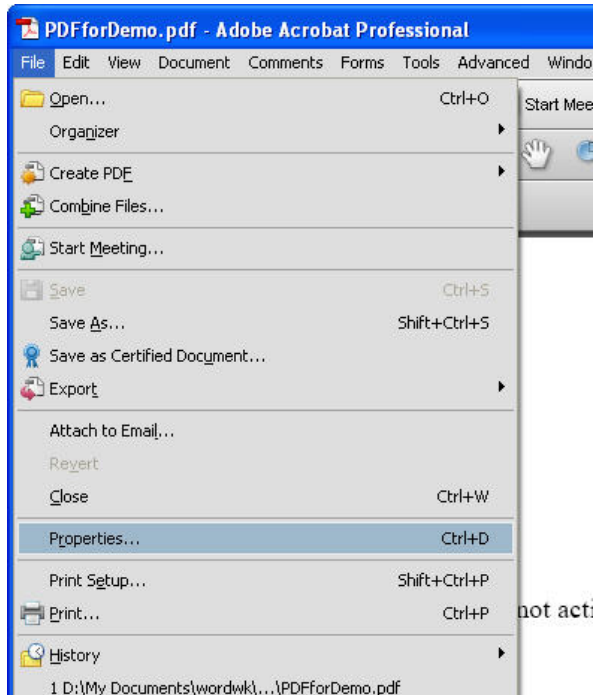 PDFforDemo.pdf - Adobe Acrobat Professional
File Edit View Document Comments Forms Tools Advanced Windo
Open... Ctrl+O
Start Mee
Organizer
Create PDF
Combine Files...
Start Meeting...
Save Ctrl+S
Save As... Shift+Ctrl+S
Save as Certified Document...
Export
Attach to Email...
Revert
Close Ctrl+W
Properties... Ctrl+D
Print Setup... Shift+Ctrl+P
Print... Ctrl+P
not acti
History
1 D:\My Documents\wordwk\...\PDFforDemo.pdf